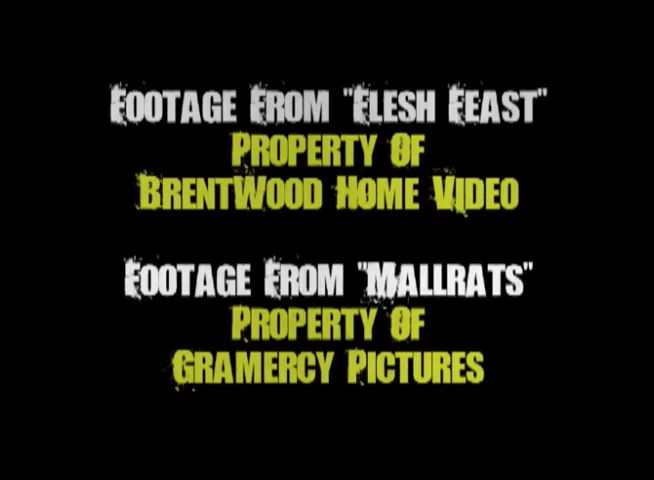 Footage From "Flesh Feast"
Property Of
BrentWood Home Video
Footage From "Mallrats"
Property Of
Gramercy Pictures